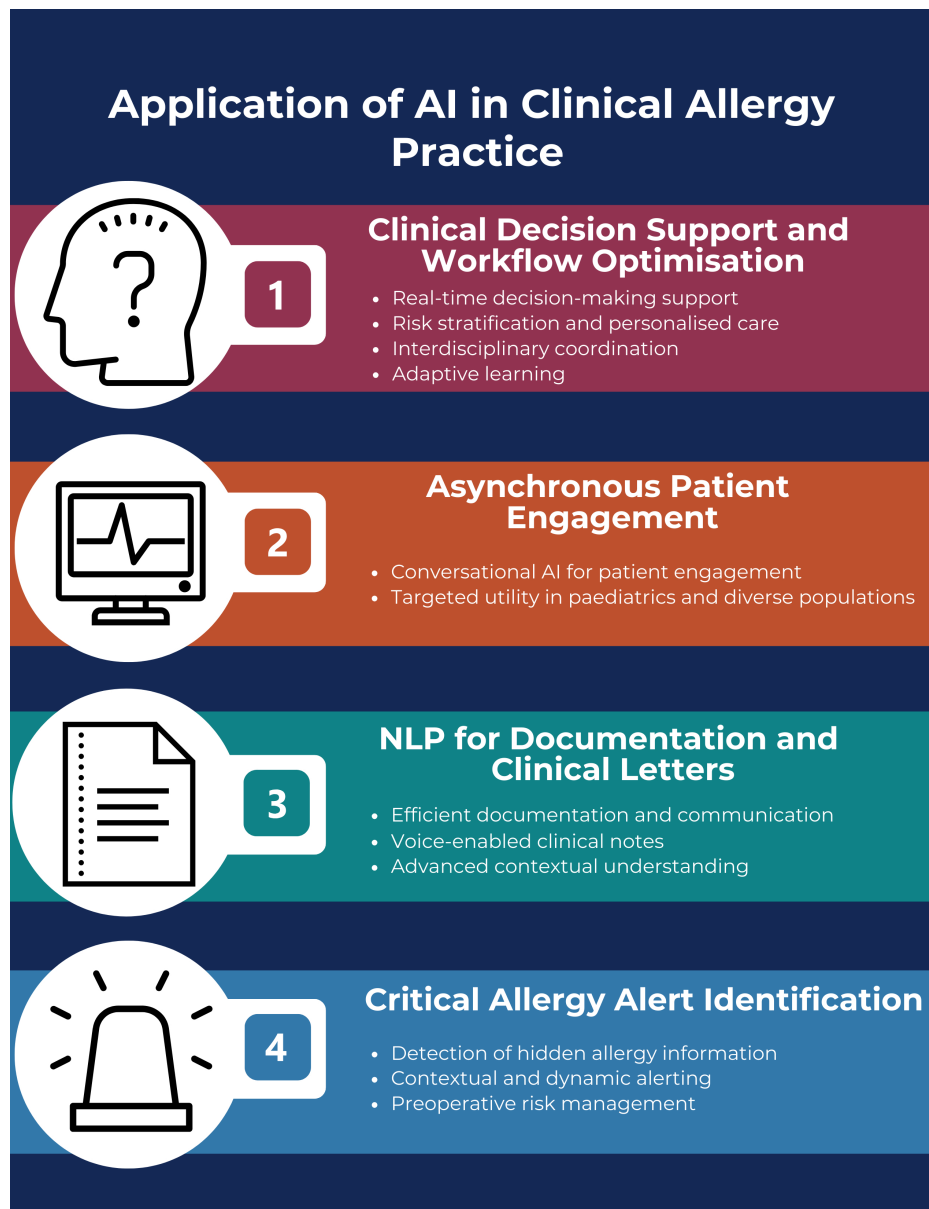 Application of AI in Clinical Allergy
Practice
1
Clinical Decision Support and
Workflow Optimisation
• Real-time decision-making support
• Risk stratification and personalised care
• Interdisciplinary coordination
• Adaptive learning
2
Asynchronous Patient
Engagement
• Conversational AI for patient engagement
• Targeted utility in paediatrics and diverse populations
3
NLP for Documentation and
Clinical Letters
• Efficient documentation and communication
• Voice-enabled clinical notes
• Advanced contextual understanding
4
Critical Allergy Alert Identification
• Detection of hidden allergy information
• Contextual and dynamic alerting
• Preoperative risk management